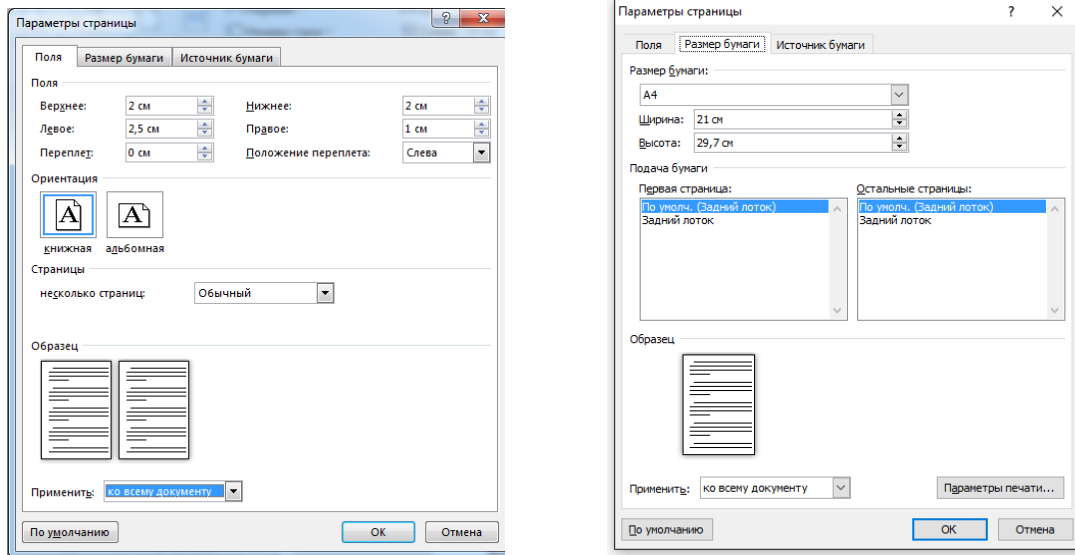 Параметры страницы
?
X
Поля
Размер бумаги
Источник бумаги
Поля
Верхнее: 2 см Нижнее: 2 см
Левое: 2,5 см Правое: 1 см
Переплет: 0 см Положение переплета: Слева
Ориентация
A A
книжная альбомная
Страницы
несколько страниц: Обычный
Образец
Применить: ко всему документу
По умолчанию ОК Отмена
Параметры страницы
?
X
Поля
Размер бумаги
Источник бумаги
Размер бумаги:
A4
Ширина: 21 см
Высота: 29,7 см
Подача бумаги
Первая страница: Остальные страницы:
По умолч. (Задний лоток) По умолч. (Задний лоток)
Задний лоток Задний лоток
Образец
Применить: ко всему документу Параметры печати...
По умолчанию ОК Отмена